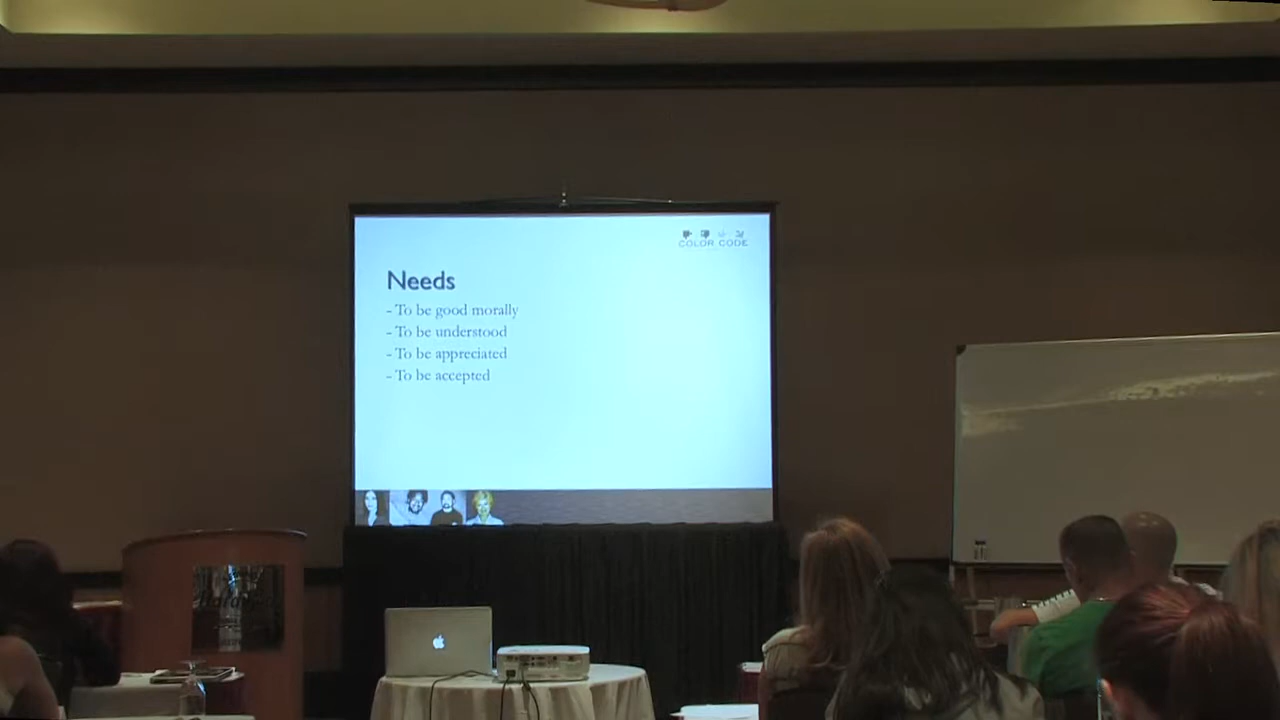 COLOR CODE
Needs
- To be good morally
- To be understood
- To be appreciated
- To be accepted